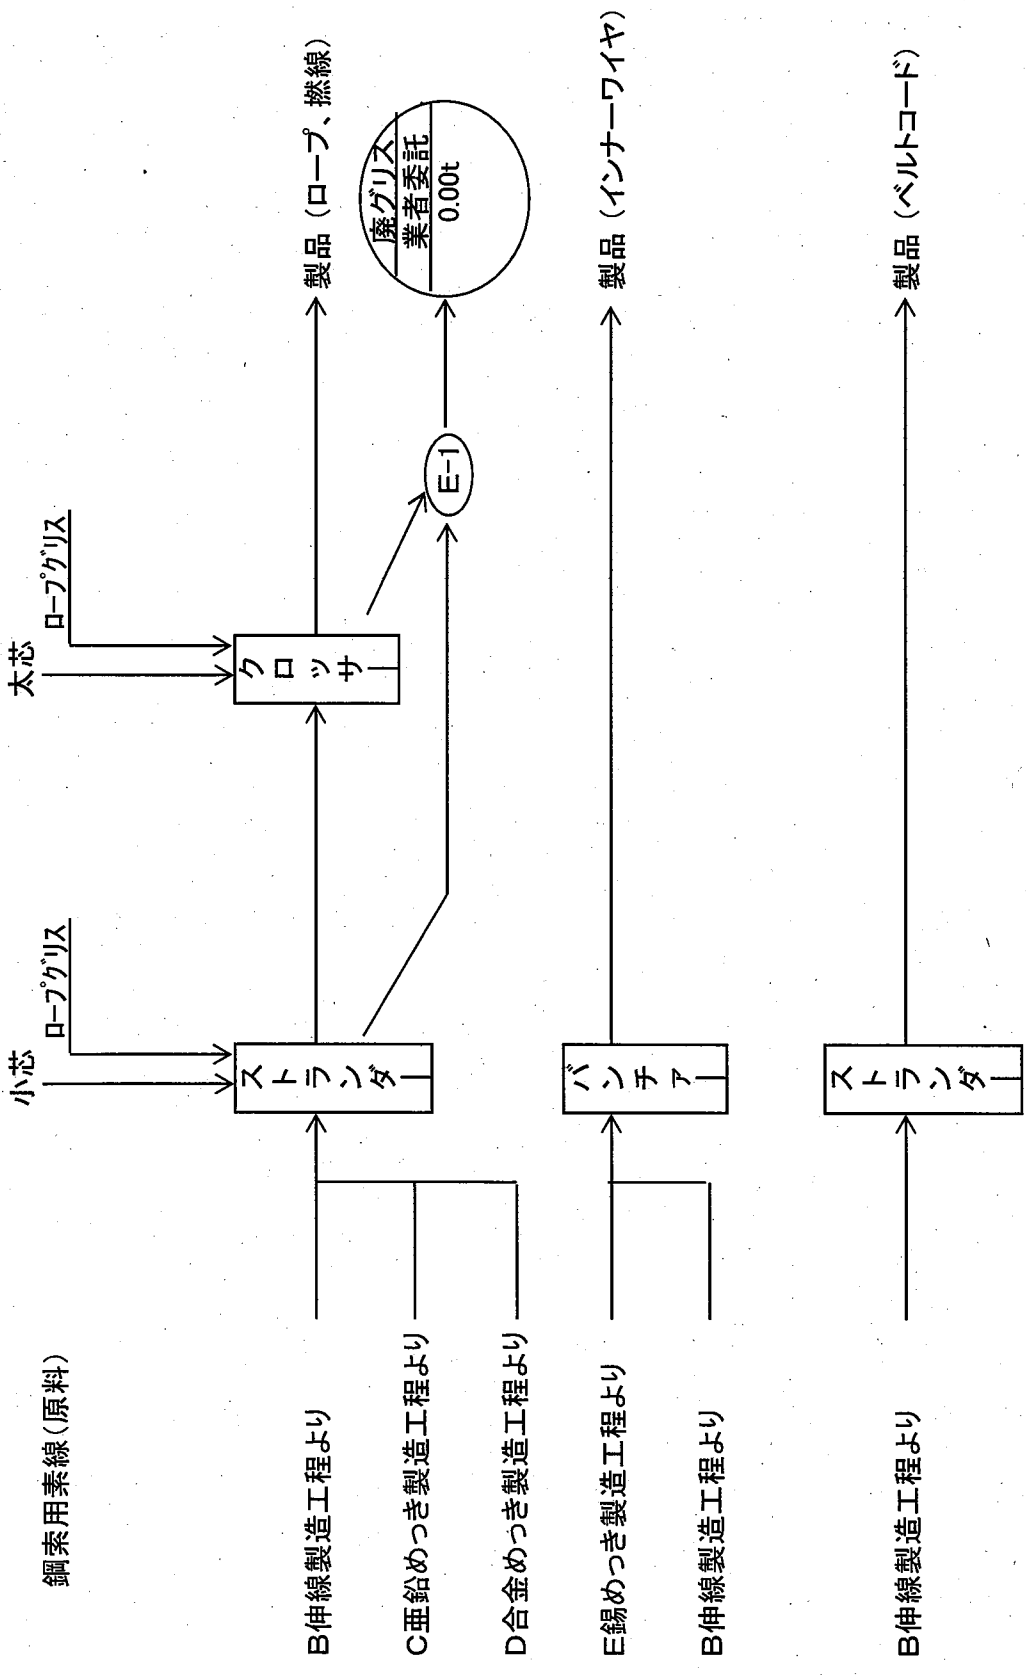 鋼索用素線(原料)
小芯
ロープグリス
太芯
ロープグリス
B伸線製造工程より
C亜鉛めっき製造工程より
D合金めっき製造工程より
ストランダー
クロッサー
製品(ロープ、撚線)
E-1
廃グリス
業者委託
0.00t
E錫めっき製造工程より
B伸線製造工程より
バンチァー
製品(インナーワイヤ)
B伸線製造工程より
ストランダー
製品(ベルトコード)